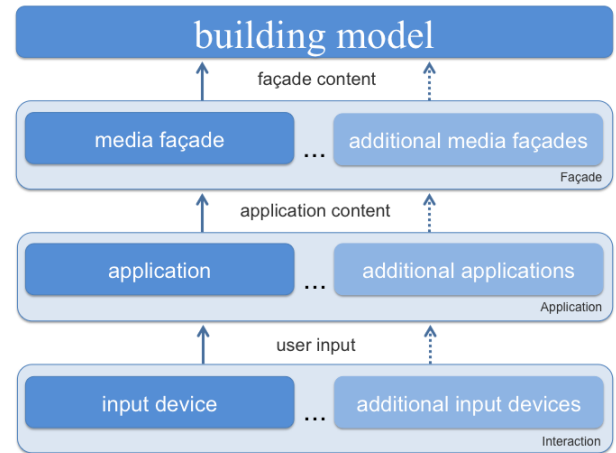 building model
façade content
media façade
...
additional media façades
Façade
application content
application
...
additional applications
Application
user input
input device
...
additional input devices
Interaction